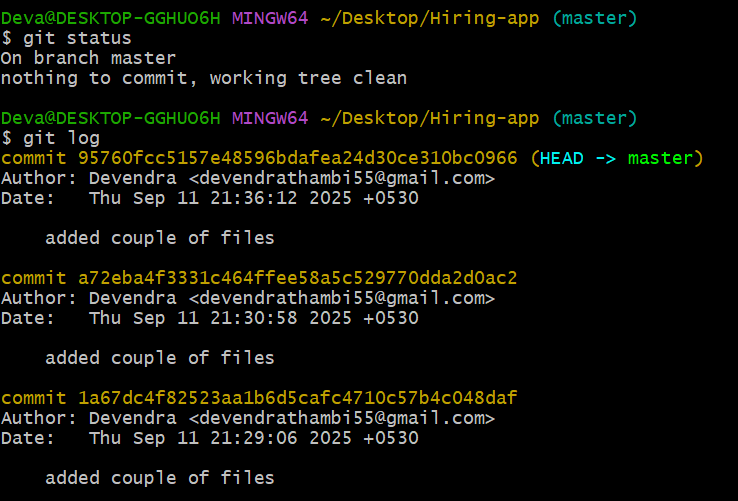 Deva@DESKTOP-GGHUO6H MINGW64 ~/Desktop/Hiring-app (master)
$ git status
On branch master
nothing to commit, working tree clean
Deva@DESKTOP-GGHUO6H MINGW64 ~/Desktop/Hiring-app (master)
$ git log
commit 95760fcc5157e48596bdafea24d30ce310bc0966 (HEAD -> master)
Author: Devendra <devendrathambi55@gmail.com>
Date:   Thu Sep 11 21:36:12 2025 +0530
    added couple of files
commit a72eba4f3331c464ffee58a5c529770dda2d0ac2
Author: Devendra <devendrathambi55@gmail.com>
Date:   Thu Sep 11 21:30:58 2025 +0530
    added couple of files
commit 1a67dc4f82523aa1b6d5cafc4710c57b4c048daf
Author: Devendra <devendrathambi55@gmail.com>
Date:   Thu Sep 11 21:29:06 2025 +0530
    added couple of files